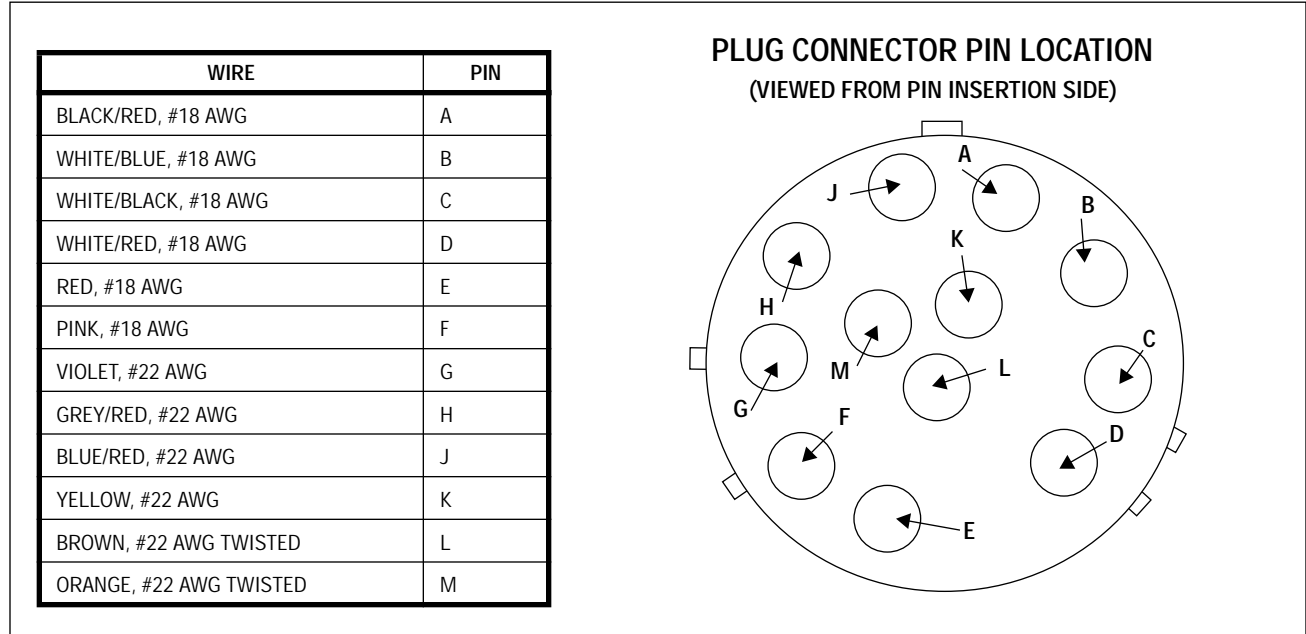 WIRE PIN
BLACK/RED, #18 AWG A
WHITE/BLUE, #18 AWG B
WHITE/BLACK, #18 AWG C
WHITE/RED, #18 AWG D
RED, #18 AWG E
PINK, #18 AWG F
VIOLET, #22 AWG G
GREY/RED, #22 AWG H
BLUE/RED, #22 AWG J
YELLOW, #22 AWG K
BROWN, #22 AWG TWISTED L
ORANGE, #22 AWG TWISTED M
PLUG CONNECTOR PIN LOCATION
(VIEWED FROM PIN INSERTION SIDE)
A
J
B
K
H
C
M
L
G
F
D
E